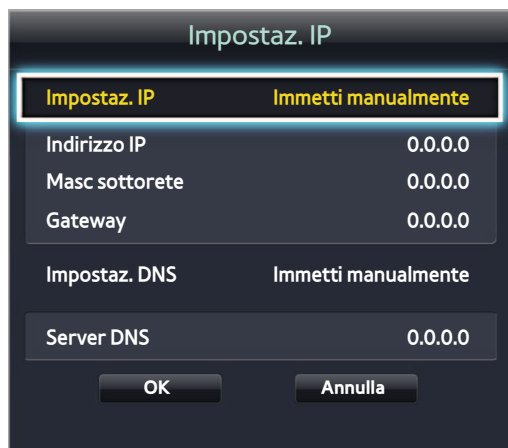 Impostaz. IP
Impostaz. IP Immetti manualmente
Indirizzo IP 0.0.0.0
Masc sottorete 0.0.0.0
Gateway 0.0.0.0
Impostaz. DNS Immetti manualmente
Server DNS 0.0.0.0
OK Annulla